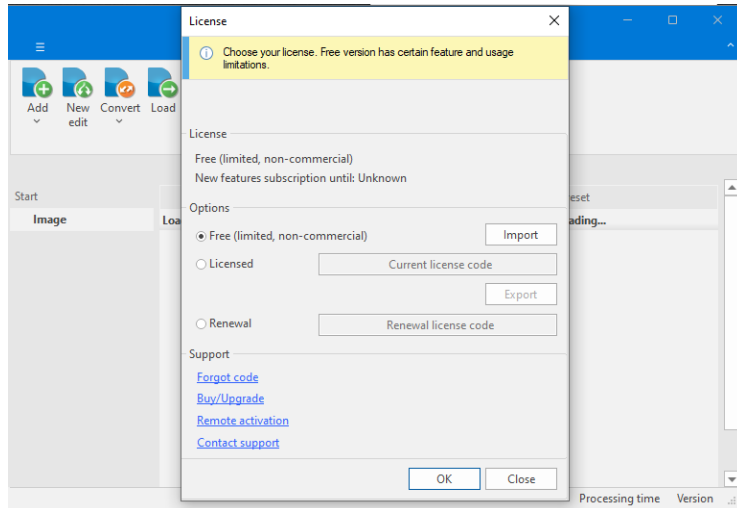 License
Choose your license. Free version has certain feature and usage
limitations.
Add
New
edit
Convert
Load
License
Free (limited, non-commercial)
New features subscription until: Unknown
Start
Image
Options
Free (limited, non-commercial)
Import
Licensed
Current license code
Export
Renewal
Renewal license code
Support
Forgot code
Buy/Upgrade
Remote activation
Contact support
OK
Close
Processing time
Version